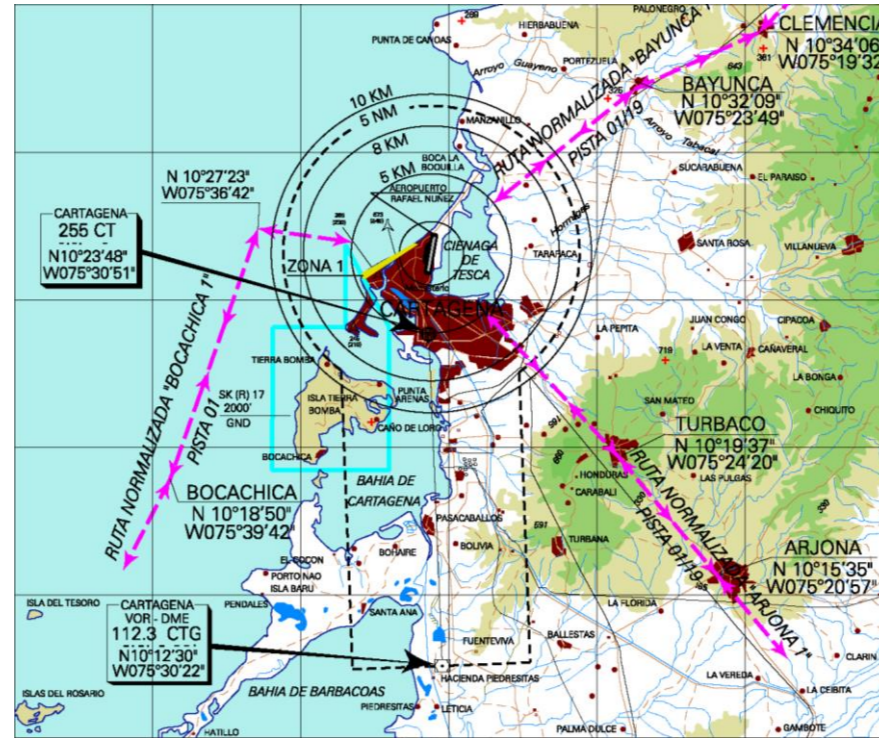 269
PALONEGRO
HIERBABUENA
CLEMENCIA
N 10°34'06"
W075°19'32"
361
PUNTA DE CANOAS
PORTEZUELA
Arroyo Guayeno
643
RUTA NORMALIZADA "BAYUNCA 1"
PISTA 01/19
326
BAYUNCA
N 10°32'09"
W075°23'49"
10 KM
5 NM
8 KM
5 KM
MANZANILLO
Arroyo Tabacal
BOCA LA
BOQUILLA
SUCARABUENA
EL PARAISO
AEROPUERTO
RAFAEL NUÑEZ
N 10°27'23"
W075°36'42"
CARTAGENA
255 CT
N10°23'48"
W075°30'51"
ZONA 1
CIENAGA
DE
TESCA
Hormigas
TARAPACA
SANTA ROSA
VILLANUEVA
CARTAGENA
JUAN CONGO
CIPACOA
LA PEPITA
LA VENTA
CAÑAVERAL
719
LA BONGA
TIERRA BOMBA
SK (R) 17
2000'
GND
ISLA TIERRA
BOMBA
PUNTA
ARENAS
CAÑO DE LORO
BOCACHICA
SAN MATEO
CHIQUITO
RUTA NORMALIZADA "BOCACHICA 1"
PISTA 01
TURBACO
N 10°19'37"
W075°24'20"
HONDURAS
CARABALI
LAS PULGAS
BOCACHICA
N 10°18'50"
W075°39'42"
BAHIA DE
CARTAGENA
RUTA NORMALIZADA "ARJONA 1"
PISTA 01/19
PASACABALLOS
591
TURBANA
BOLIVIA
BOHAIRE
EL COCON
PORTO NAO
ISLA BARU
ARJONA
N 10°15'35"
W075°20'57"
ISLA DEL TESORO
PENDALES
SANTA ANA
LA FLORIDA
CARTAGENA
VOR - DME
112.3 CTG
N10°12'30"
W075°30'22"
FUENTEVIVA
BALLESTAS
CLARIN
HACIENDA PIEDRESITAS
LA VEREDA
LA CEIBITA
ISLAS DEL ROSARIO
BAHIA DE BARBACOAS
PIEDRESITAS
LETICIA
HATILLO
PALMA DULCE
GAMBOTE